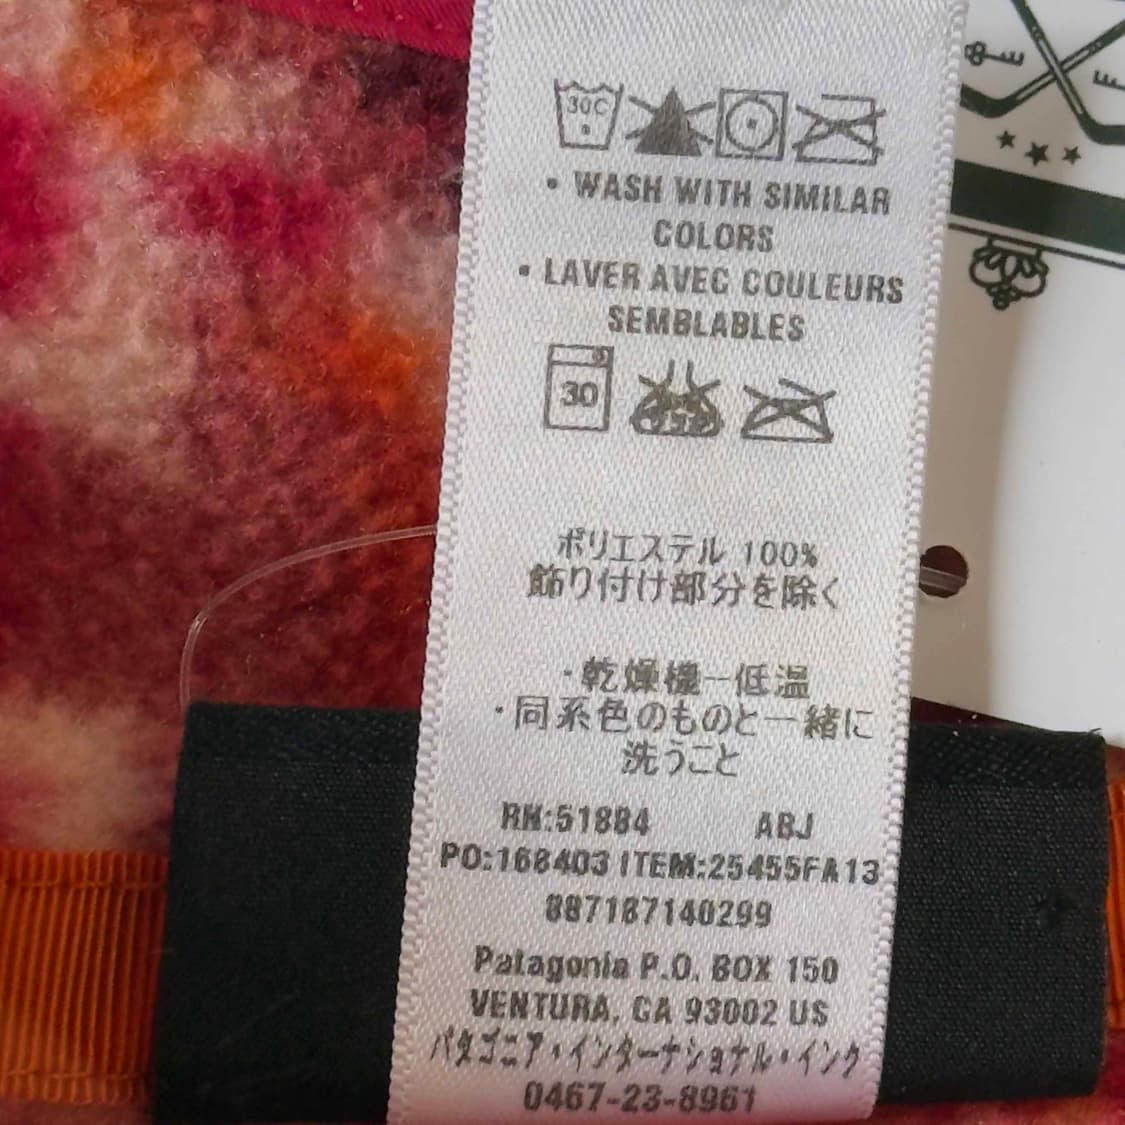 30C
• WASH WITH SIMILAR
COLORS
• LAVER AVEC COULEURS
SEMBLABLES
30
ポリエステル 100%
飾り付け部分を除く
・乾燥機－低温
・同系色のものと一緒に
洗うこと
RN:51884 ABJ
PO:168403 ITEM:25455FA13
887187140299
Patagonia P.O. BOX 150
VENTURA, CA 93002 US
パタゴニア・インターナショナル・インク
0467-23-8961